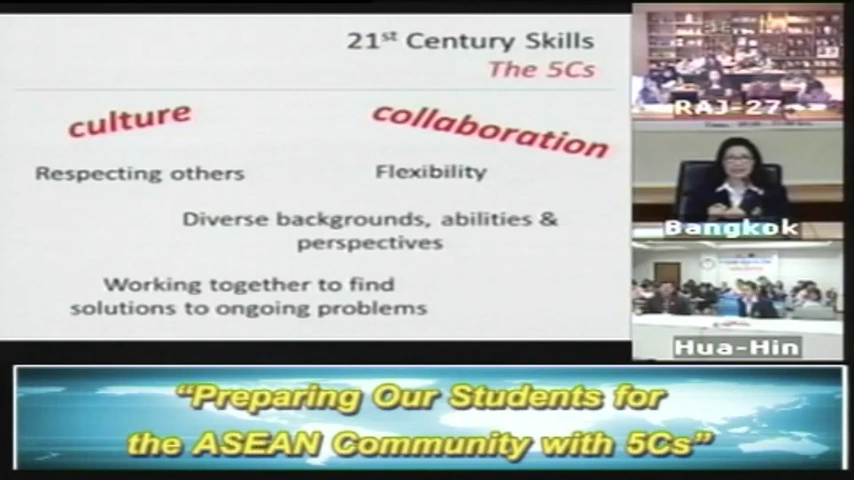 21st Century Skills
The 5Cs
culture
collaboration
Respecting others
Flexibility
Diverse backgrounds, abilities &
perspectives
Working together to find
solutions to ongoing problems
RAJ-27
Bangkok
Hua-Hin
“Preparing Our Students for
the ASEAN Community with 5Cs”